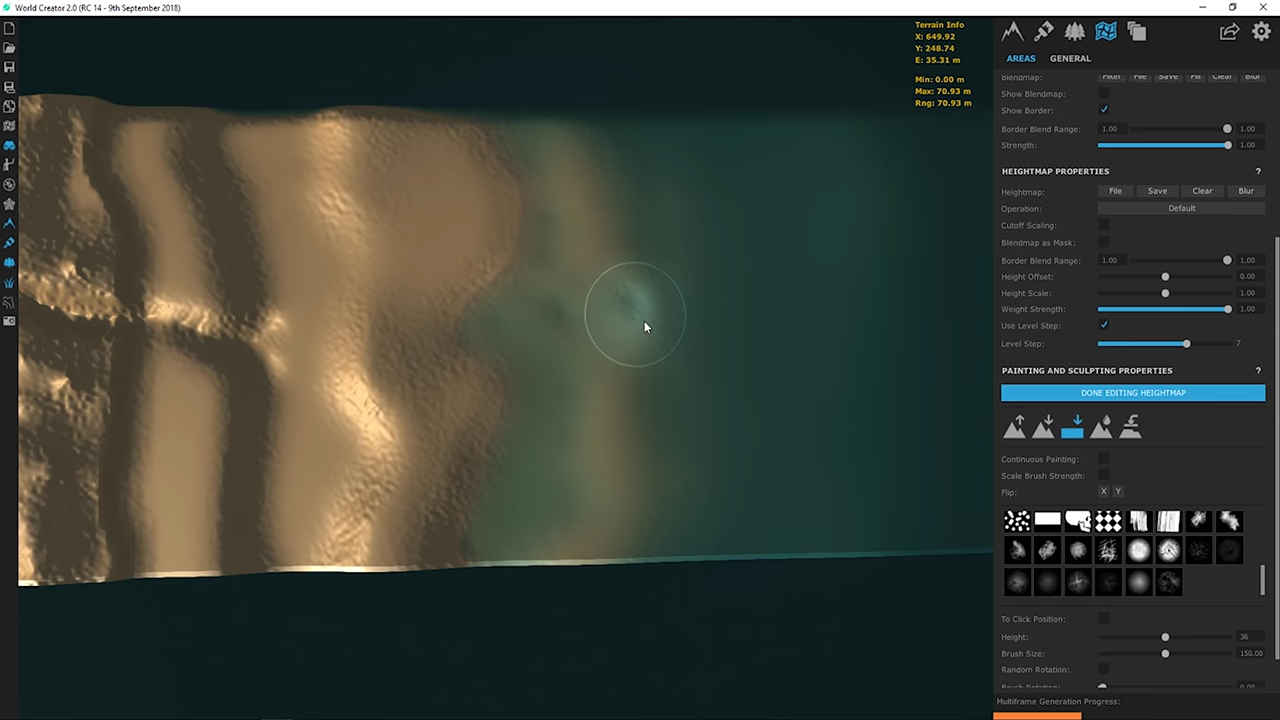 World Creator 2.0 (RC 14 - 9th September 2018)
Terrain Info
X: 649.92
Y: 248.74
E: 35.31 m
Min: 0.00 m
Max: 70.93 m
Rng: 70.93 m
AREAS GENERAL
Blendmap: Filter File Save Fill Clear Blur
Show Blendmap:
Show Border:
Border Blend Range: 1.00 1.00
Strength: 1.00
HEIGHTMAP PROPERTIES ?
Heightmap: File Save Clear Blur
Operation: Default
Cutoff Scaling:
Blendmap as Mask:
Border Blend Range: 1.00 1.00
Height Offset: 0.00
Height Scale: 1.00
Weight Strength: 1.00
Use Level Step:
Level Step: 7
PAINTING AND SCULPTING PROPERTIES ?
DONE EDITING HEIGHTMAP
Continuous Painting:
Scale Brush Strength:
Flip: X Y
To Click Position:
Height: 36
Brush Size: 150.00
Random Rotation:
Brush Rotation: 0.00
Multiframe Generation Progress: